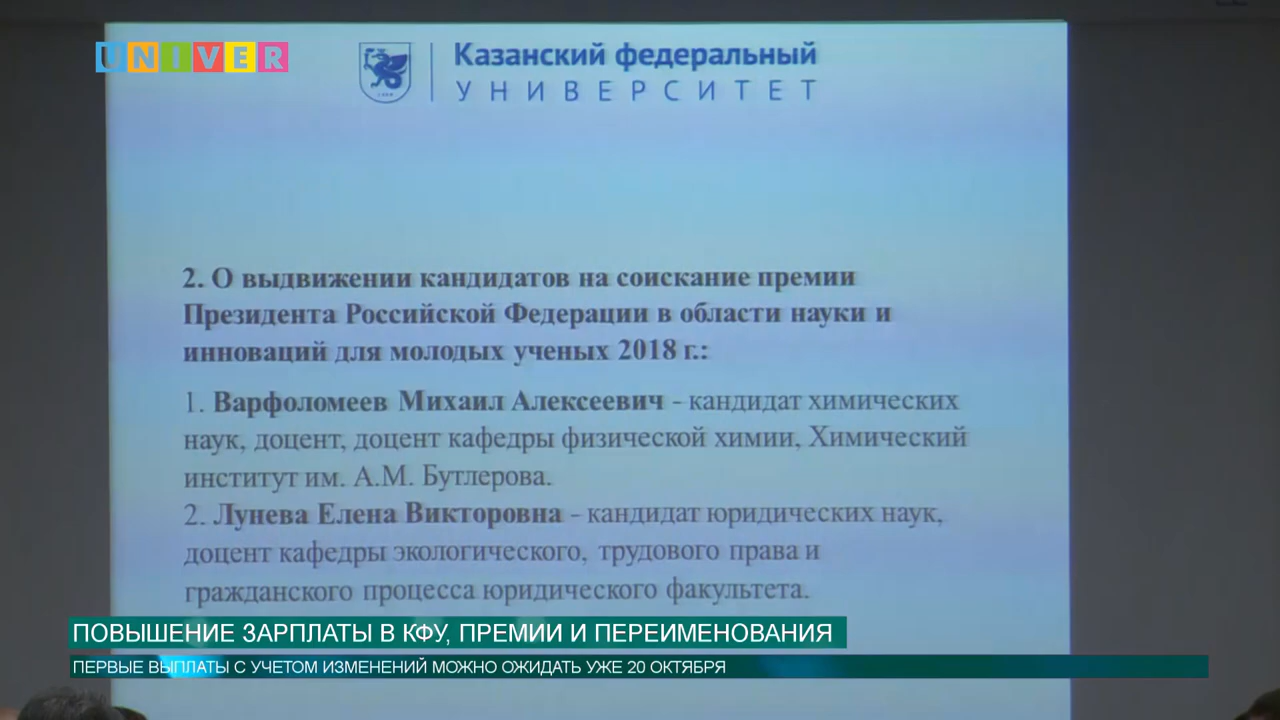 UNIVER
Казанский федеральный
УНИВЕРСИТЕТ
2. О выдвижении кандидатов на соискание премии
Президента Российской Федерации в области науки и
инноваций для молодых ученых 2018 г.:
1. Варфоломеев Михаил Алексеевич - кандидат химических
наук, доцент, доцент кафедры физической химии, Химический
институт им. А.М. Бутлерова.
2. Лунева Елена Викторовна - кандидат юридических наук,
доцент кафедры экологического, трудового права и
гражданского процесса юридического факультета.
ПОВЫШЕНИЕ ЗАРПЛАТЫ В КФУ, ПРЕМИИ И ПЕРЕИМЕНОВАНИЯ
ПЕРВЫЕ ВЫПЛАТЫ С УЧЕТОМ ИЗМЕНЕНИЙ МОЖНО ОЖИДАТЬ УЖЕ 20 ОКТЯБРЯ